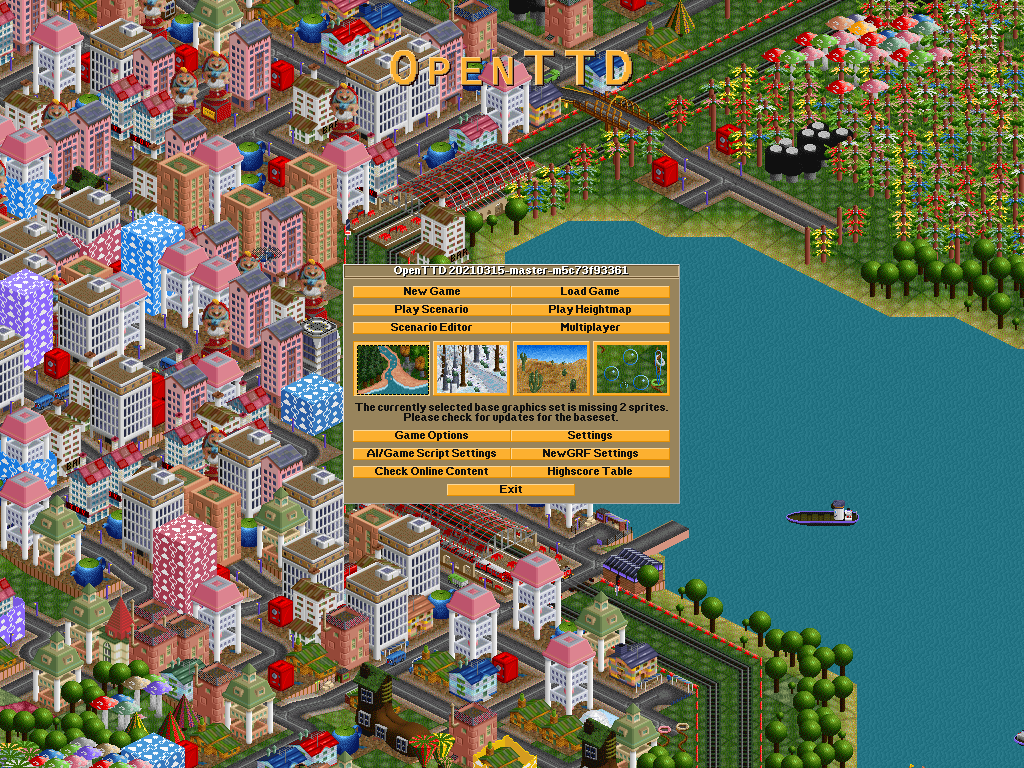 OpenTTD
OpenTTD 20210315-master-m5c73f93361
New Game
Load Game
Play Scenario
Play Heightmap
Scenario Editor
Multiplayer
The currently selected base graphics set is missing 2 sprites.
Please check for updates for the baseset.
Game Options
Settings
AI/Game Script Settings
NewGRF Settings
Check Online Content
Highscore Table
Exit